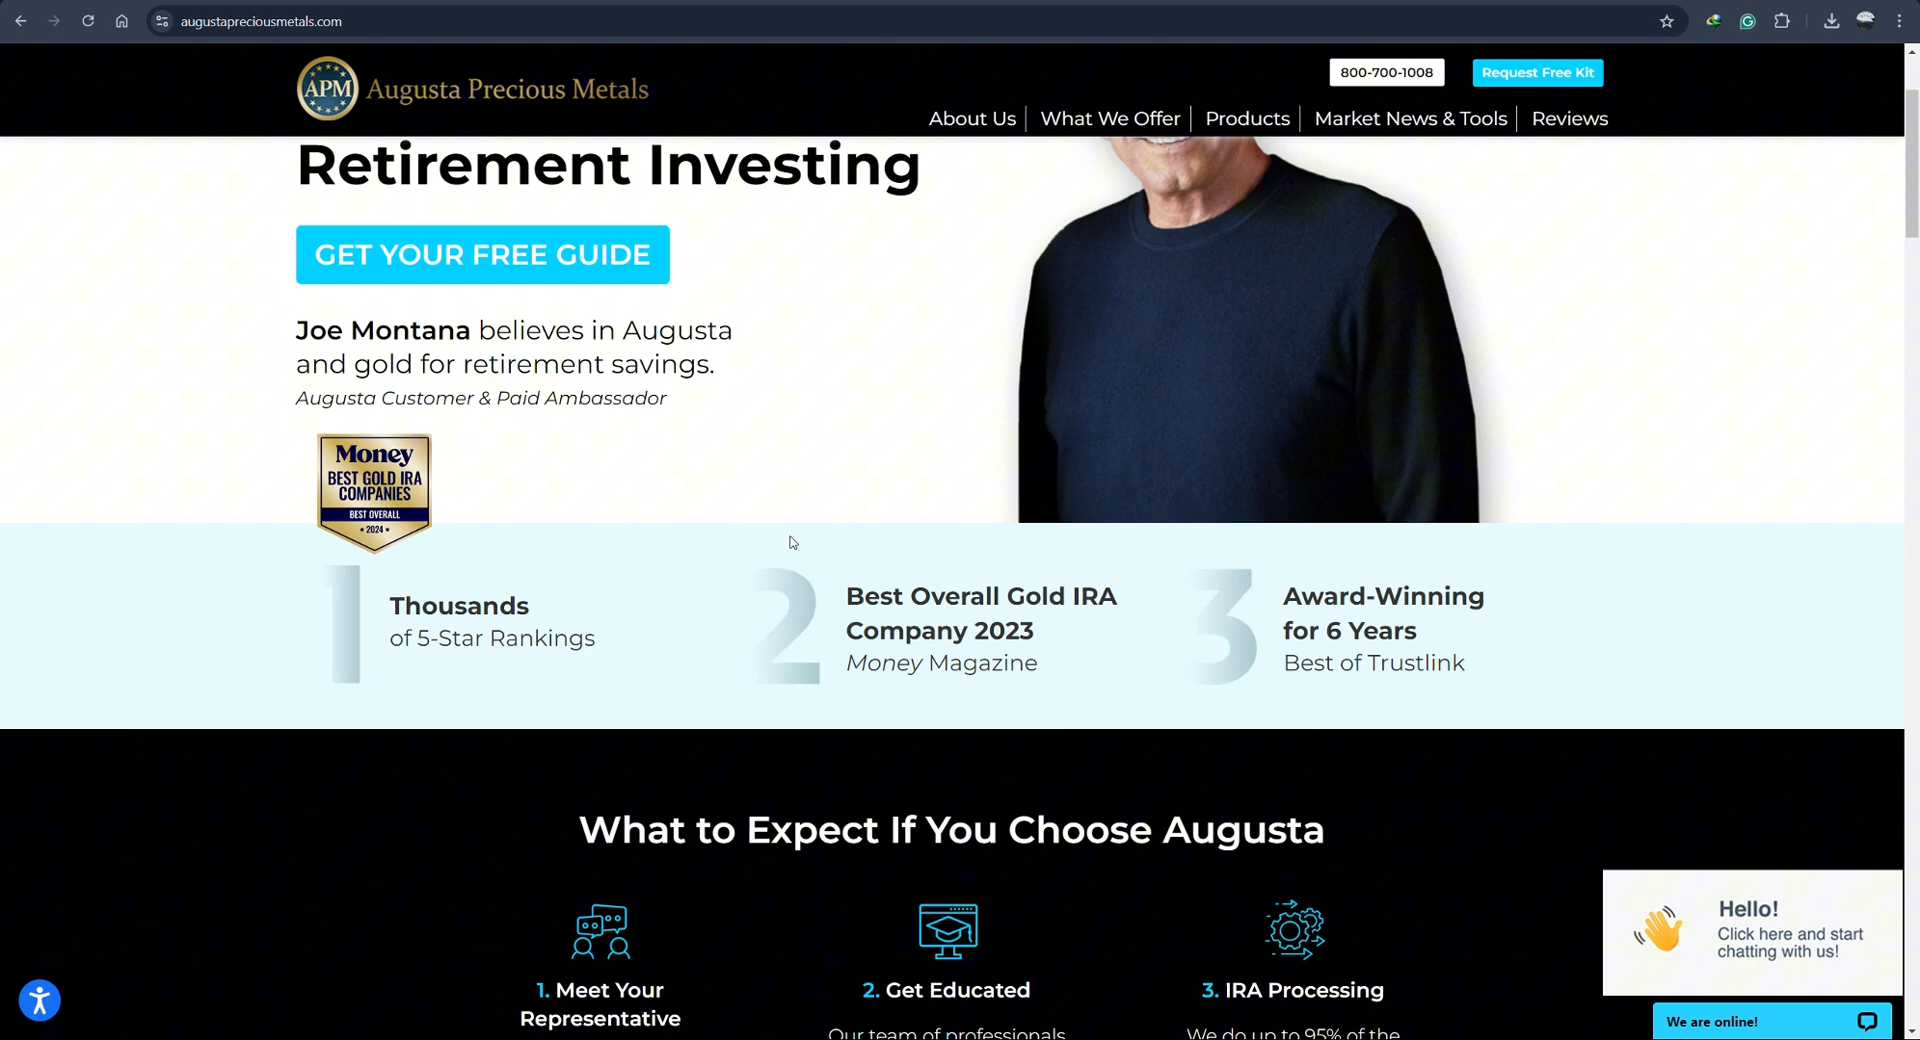 augustapreciousmetals.com
APM
Augusta Precious Metals
800-700-1008
Request Free Kit
About Us
What We Offer
Products
Market News & Tools
Reviews
Retirement Investing
GET YOUR FREE GUIDE
Joe Montana believes in Augusta
and gold for retirement savings.
Augusta Customer & Paid Ambassador
Money
BEST GOLD IRA
COMPANIES
BEST OVERALL
2024
1
Thousands
of 5-Star Rankings
2
Best Overall Gold IRA
Company 2023
Money Magazine
3
Award-Winning
for 6 Years
Best of Trustlink
What to Expect If You Choose Augusta
1. Meet Your
Representative
2. Get Educated
Our team of professionals
3. IRA Processing
We do up to 95% of the
Hello!
Click here and start
chatting with us!
We are online!